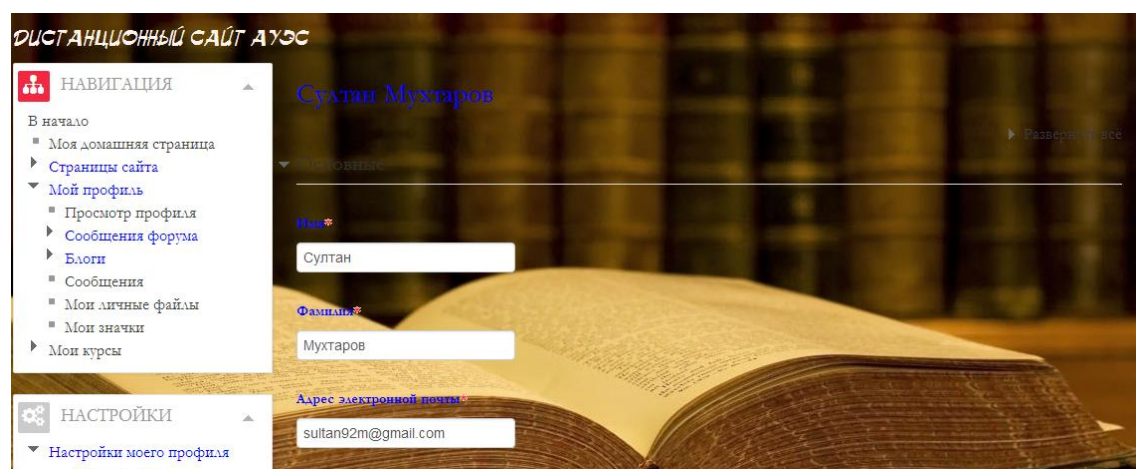 ДИСТАНЦИОННЫЙ САЙТ АУЭС
НАВИГАЦИЯ
В начало
Моя домашняя страница
Страницы сайта
Мой профиль
Просмотр профиля
Сообщения форума
Блоги
Сообщения
Мои личные файлы
Мои значки
Мои курсы
НАСТРОЙКИ
Настройки моего профиля
Султан Мухтаров
Развернуть всё
Основные
Имя*
Султан
Фамилия*
Мухтаров
Адрес электронной почты*
sultan92m@gmail.com